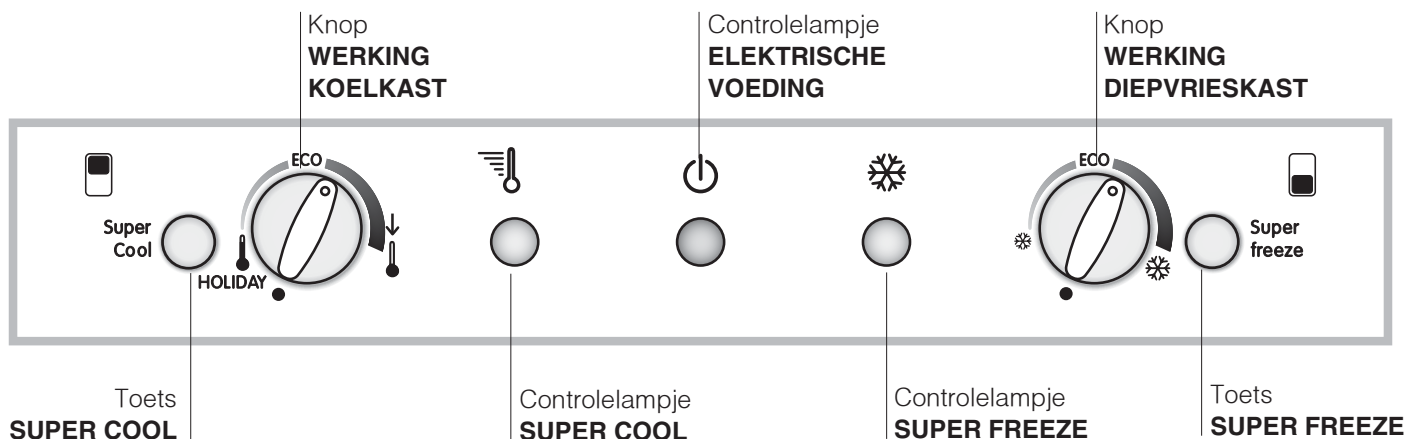 Knop
WERKING
KOELKAST
Controlelampje
ELEKTRISCHE
VOEDING
Knop
WERKING
DIEPVRIESKAST
ECO
ECO
Super
Cool
HOLIDAY
Super
freeze
Toets
SUPER COOL
Controlelampje
SUPER COOL
Controlelampje
SUPER FREEZE
Toets
SUPER FREEZE